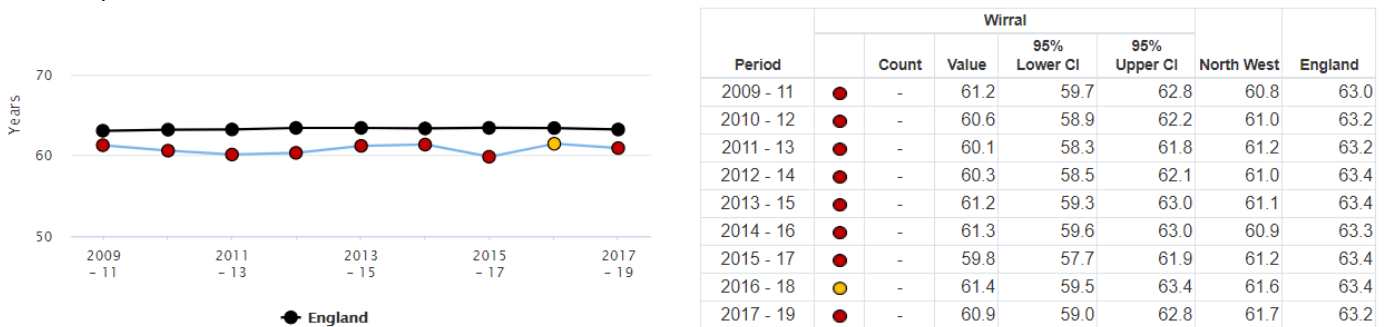 70
60
50
Years
2009
- 11
2011
- 13
2013
- 15
2015
- 17
2017
- 19
England
Wirral
Period Count Value 95% Lower CI 95% Upper CI North West England
2009 - 11 - 61.2 59.7 62.8 60.8 63.0
2010 - 12 - 60.6 58.9 62.2 61.0 63.2
2011 - 13 - 60.1 58.3 61.8 61.2 63.2
2012 - 14 - 60.3 58.5 62.1 61.0 63.4
2013 - 15 - 61.2 59.3 63.0 61.1 63.4
2014 - 16 - 61.3 59.6 63.0 60.9 63.3
2015 - 17 - 59.8 57.7 61.9 61.2 63.4
2016 - 18 - 61.4 59.5 63.4 61.6 63.4
2017 - 19 - 60.9 59.0 62.8 61.7 63.2